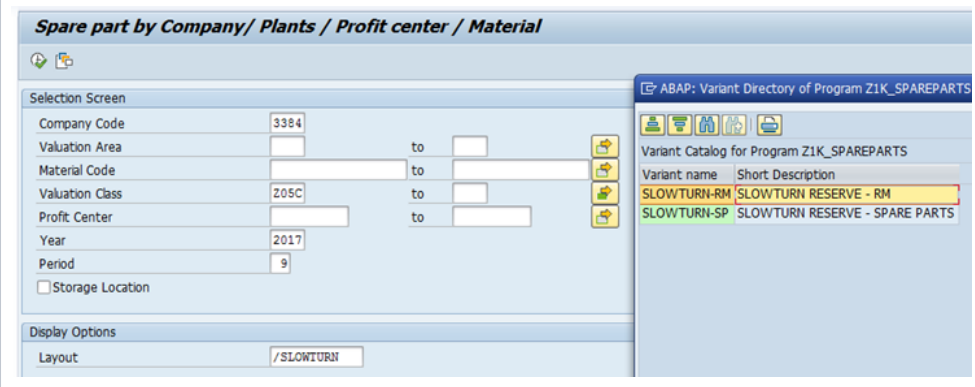 Spare part by Company/ Plants / Profit center / Material
Selection Screen
Company Code 3384
Valuation Area to
Material Code to
Valuation Class Z05C to
Profit Center to
Year 2017
Period 9
Storage Location
Display Options
Layout /SLOWTURN
ABAP: Variant Directory of Program Z1K_SPAREPARTS
Variant Catalog for Program Z1K_SPAREPARTS
Variant name Short Description
SLOWTURN-RM SLOWTURN RESERVE - RM
SLOWTURN-SP SLOWTURN RESERVE - SPARE PARTS